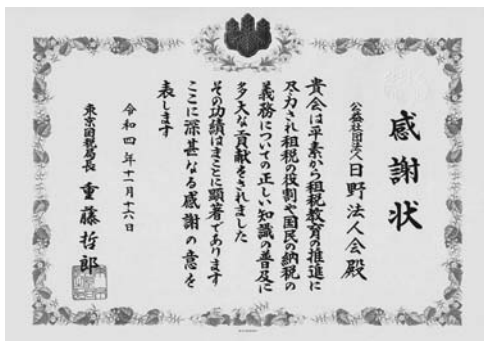 感謝状
公益社団法人日野法人会殿
貴会は平素から租税教育の推進に
尽力され租税の役割や国民の納税の
義務についての正しい知識の普及に
多大な貢献をされました
その功績はまことに顕著であります
ここに深甚なる感謝の意を
表します
令和四年十一月十六日
東京国税局長 重藤哲郎